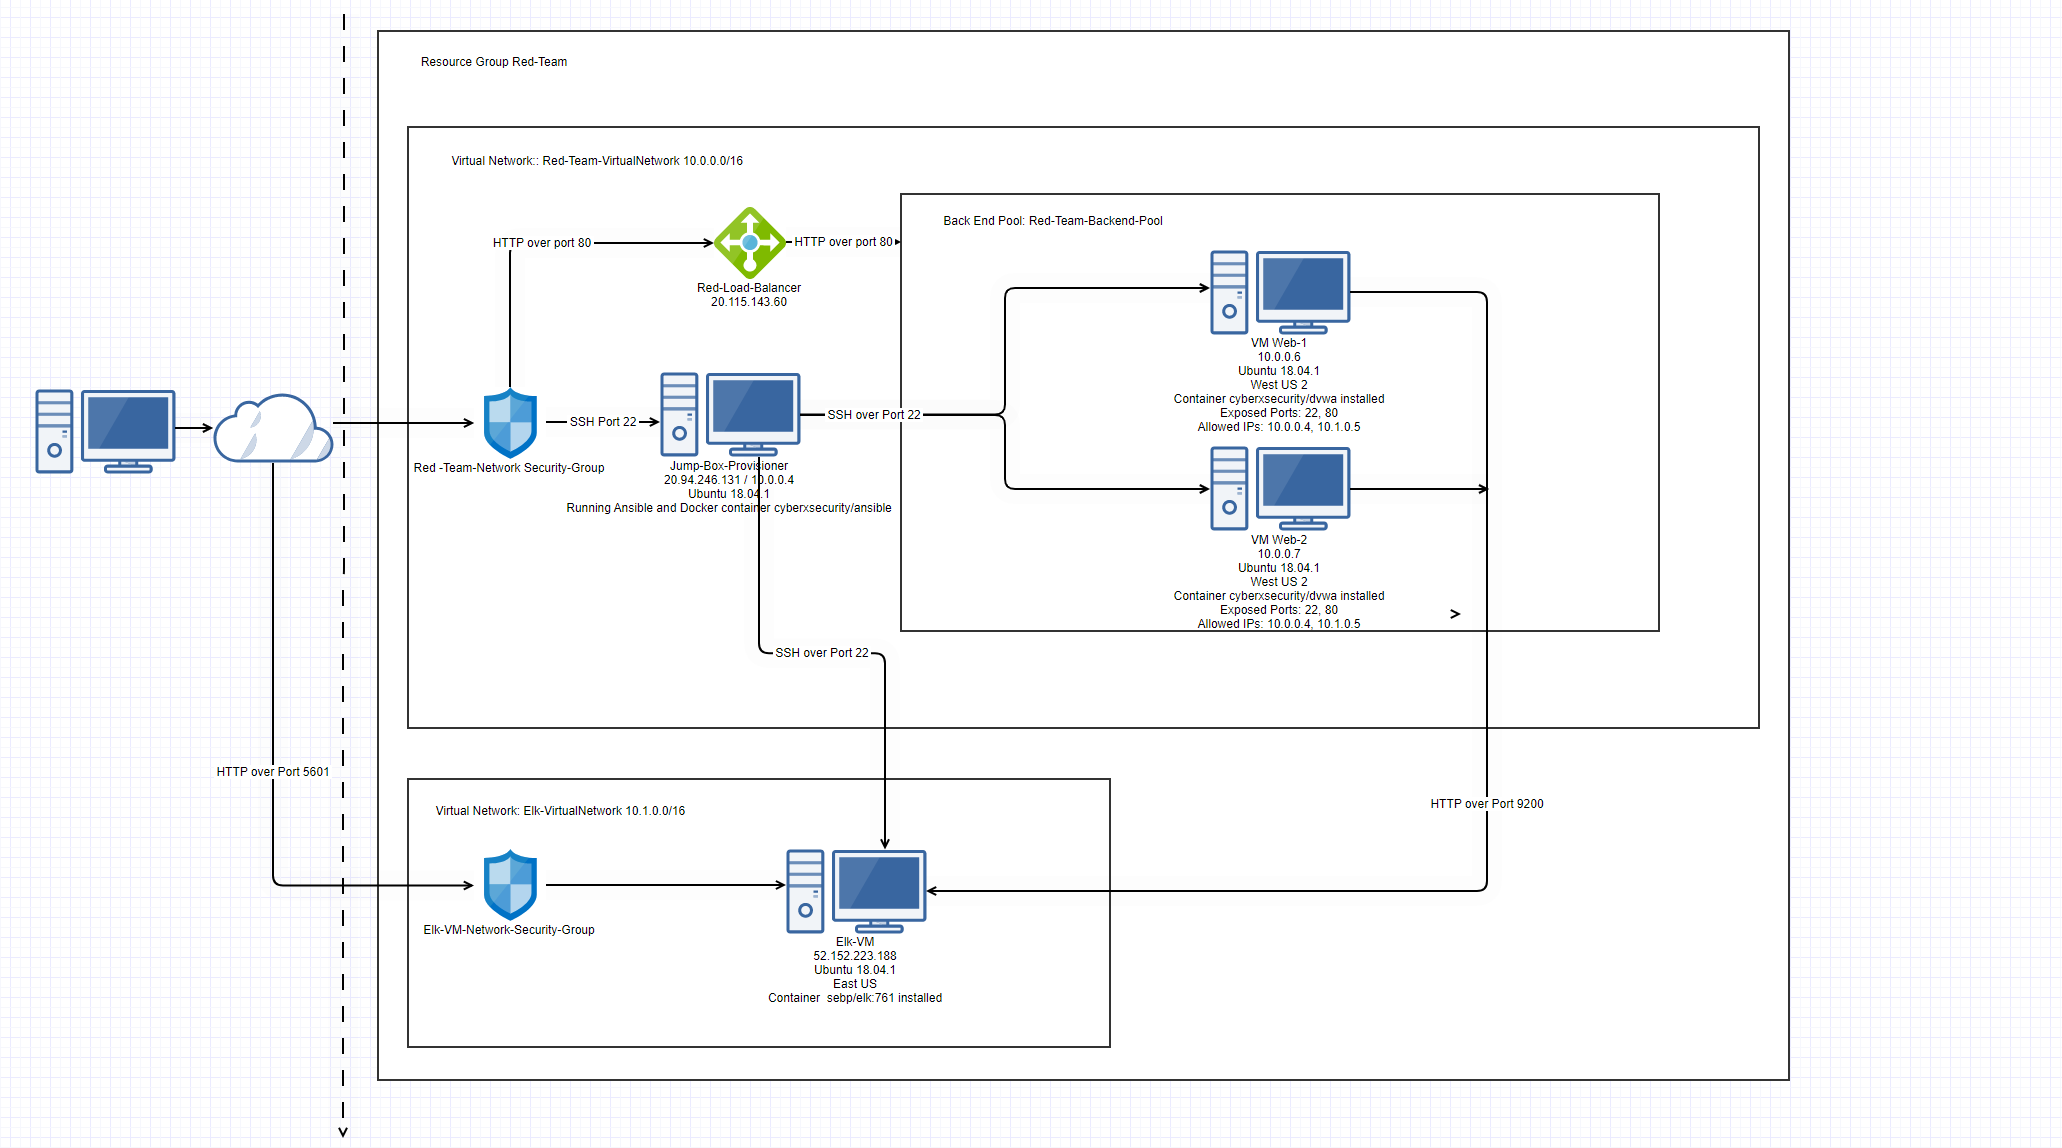 Resource Group Red-Team
Virtual Network:: Red-Team-VirtualNetwork 10.0.0.0/16
Back End Pool: Red-Team-Backend-Pool
HTTP over port 80
HTTP over port 80
Red-Load-Balancer
20.115.143.60
VM Web-1
10.0.0.6
Ubuntu 18.04.1
West US 2
Container cyberxsecurity/dvwa installed
Exposed Ports: 22, 80
Allowed IPs: 10.0.0.4, 10.1.0.5
SSH Port 22
SSH over Port 22
Red -Team-Network Security-Group
Jump-Box-Provisioner
20.94.246.131 / 10.0.0.4
Ubuntu 18.04.1
Running Ansible and Docker container cyberxsecurity/ansible
VM Web-2
10.0.0.7
Ubuntu 18.04.1
West US 2
Container cyberxsecurity/dvwa installed
Exposed Ports: 22, 80
Allowed IPs: 10.0.0.4, 10.1.0.5
SSH over Port 22
HTTP over Port 5601
HTTP over Port 9200
Virtual Network: Elk-VirtualNetwork 10.1.0.0/16
Elk-VM-Network-Security-Group
Elk-VM
52.152.223.188
Ubuntu 18.04.1
East US
Container  sebp/elk:761 installed